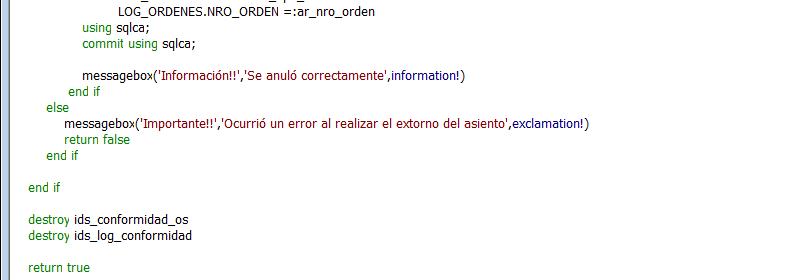 LOG_ORDENES.NRO_ORDEN =:ar_nro_orden
using sqlca;
commit using sqlca;
messagebox('Información!!','Se anuló correctamente',information!)
end if
else
messagebox('Importante!!','Ocurrió un error al realizar el extorno del asiento',exclamation!)
return false
end if
end if
destroy ids_conformidad_os
destroy ids_log_conformidad
return true